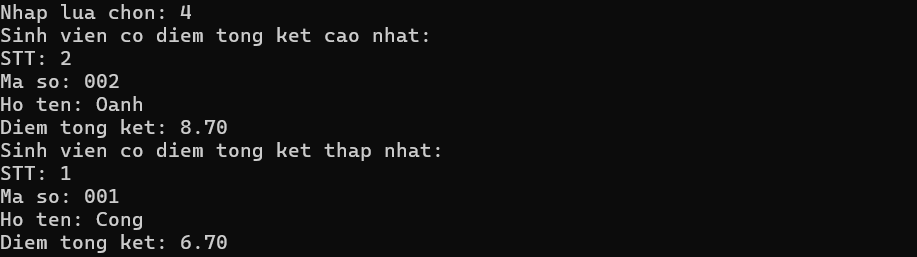 Nhap lua chon: 4
Sinh vien co diem tong ket cao nhat:
STT: 2
Ma so: 002
Ho ten: Oanh
Diem tong ket: 8.70
Sinh vien co diem tong ket thap nhat:
STT: 1
Ma so: 001
Ho ten: Cong
Diem tong ket: 6.70